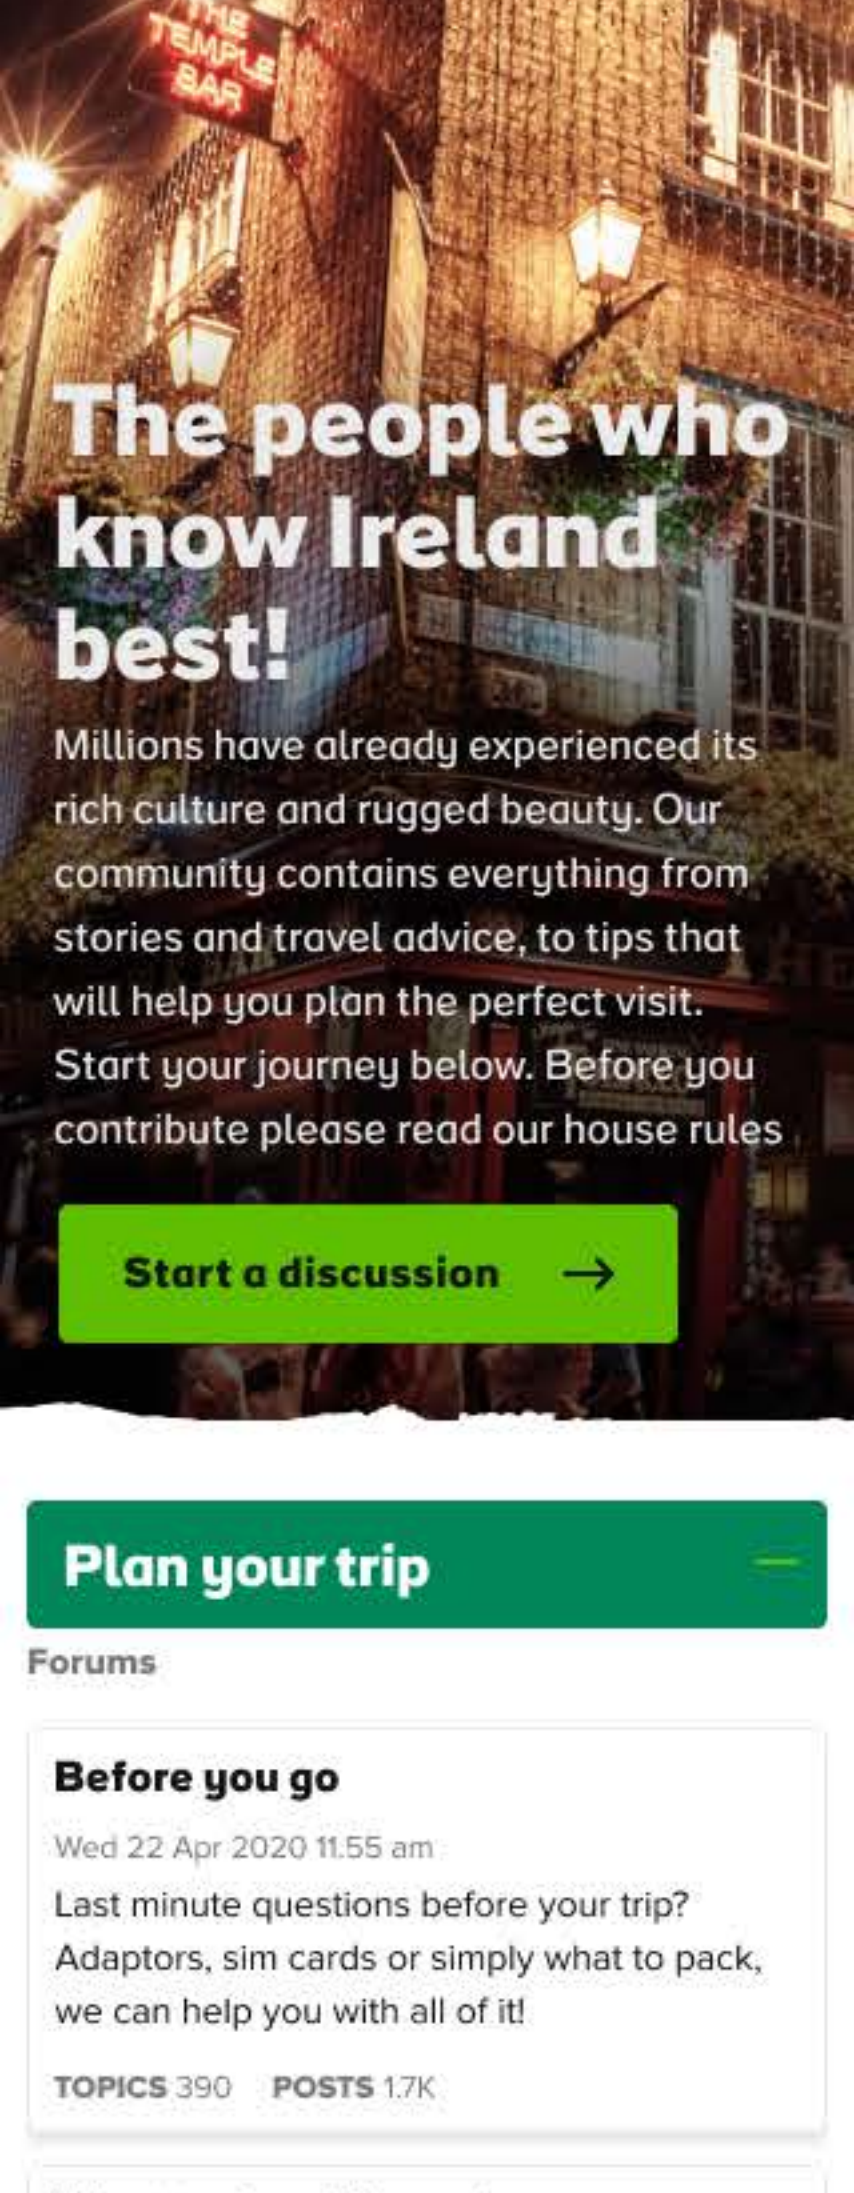 THE
TEMPLE
BAR
The people who
know Ireland
best!
Millions have already experienced its
rich culture and rugged beauty. Our
community contains everything from
stories and travel advice, to tips that
will help you plan the perfect visit.
Start your journey below. Before you
contribute please read our house rules
Start a discussion →
Plan your trip
Forums
Before you go
Wed 22 Apr 2020 11.55 am
Last minute questions before your trip?
Adaptors, sim cards or simply what to pack,
we can help you with all of it!
TOPICS 390 POSTS 1.7K